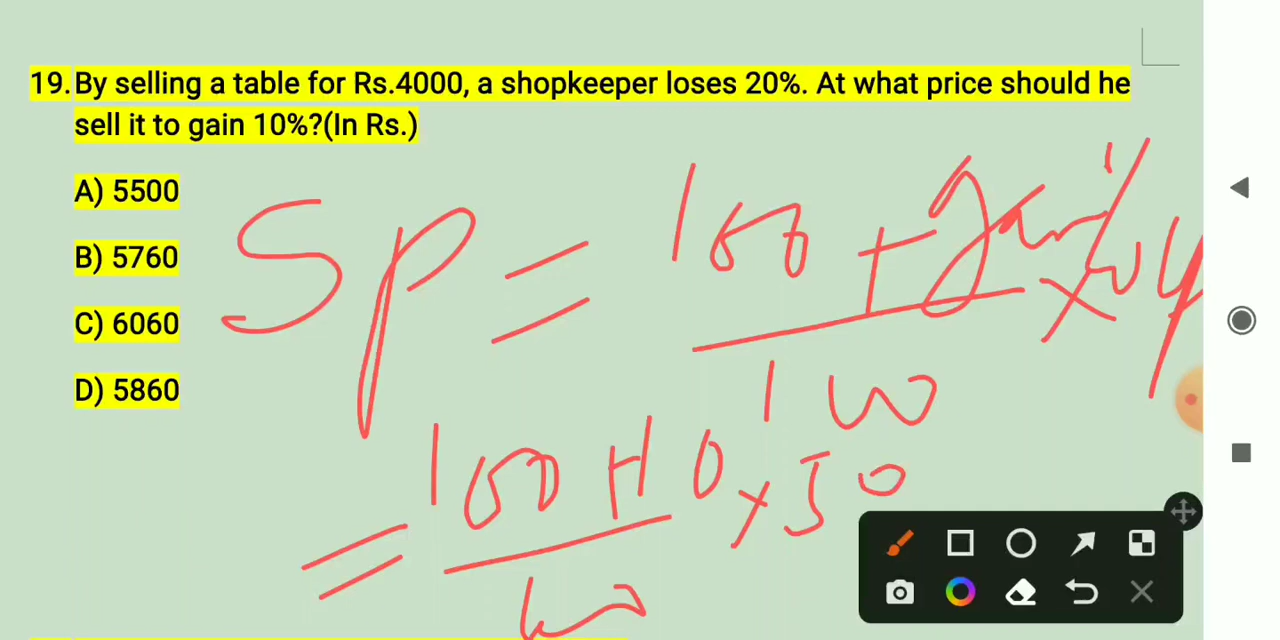 19. By selling a table for Rs.4000, a shopkeeper loses 20%. At what price should he
sell it to gain 10%?(In Rs.)
A) 5500
B) 5760
C) 6060
D) 5860
SP = 100 + gain%
100
= 100 + 10 × 50
100